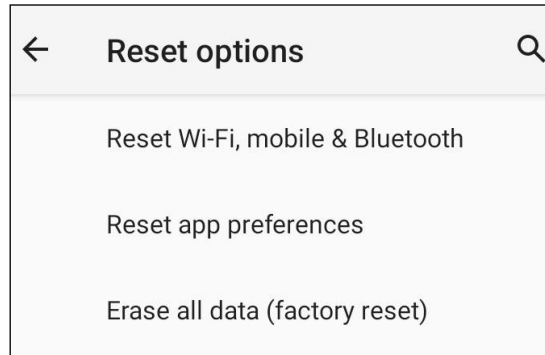 Reset options
Reset Wi-Fi, mobile & Bluetooth
Reset app preferences
Erase all data (factory reset)